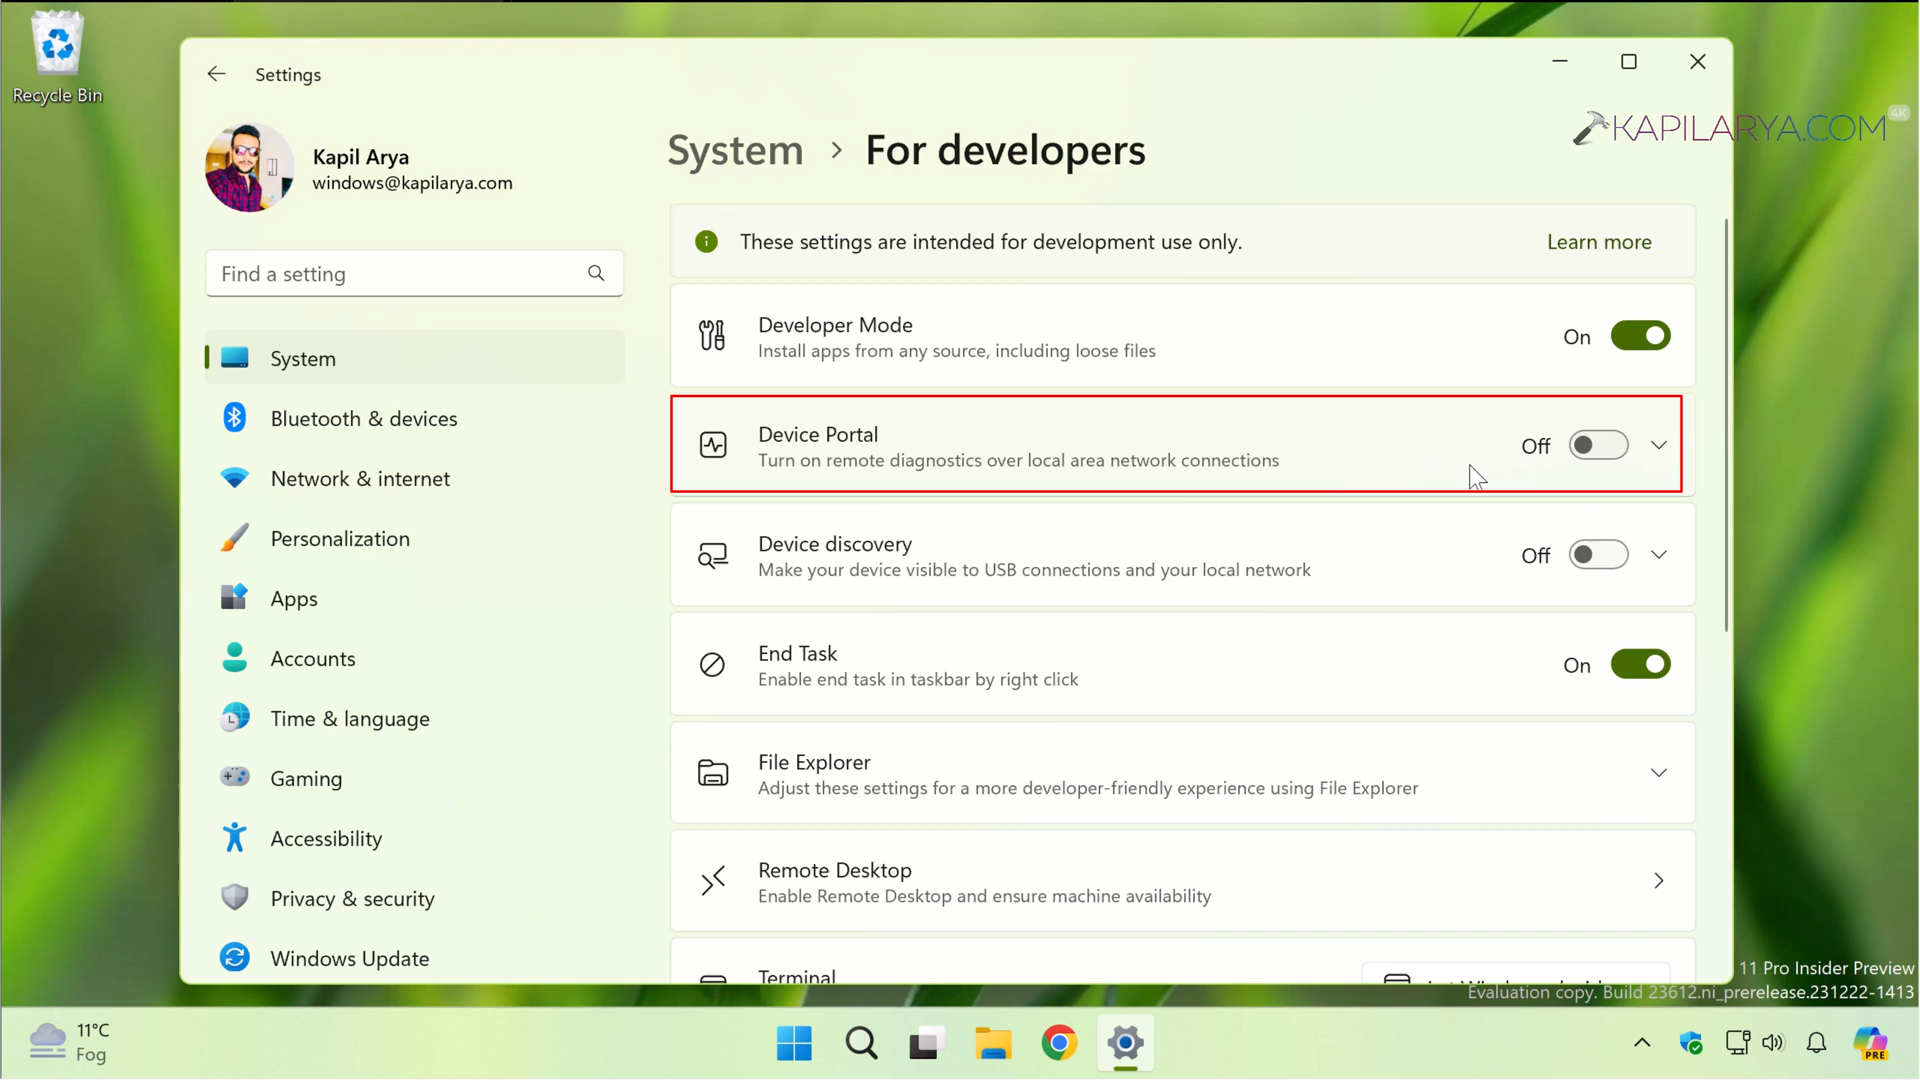 Recycle Bin
Settings
Kapil Arya
windows@kapilarya.com
Find a setting
System
Bluetooth & devices
Network & internet
Personalization
Apps
Accounts
Time & language
Gaming
Accessibility
Privacy & security
Windows Update
System > For developers
KAPILARYA.COM
4K
These settings are intended for development use only.
Learn more
Developer Mode
Install apps from any source, including loose files
On
Device Portal
Turn on remote diagnostics over local area network connections
Off
Device discovery
Make your device visible to USB connections and your local network
Off
End Task
Enable end task in taskbar by right click
On
File Explorer
Adjust these settings for a more developer-friendly experience using File Explorer
Remote Desktop
Enable Remote Desktop and ensure machine availability
Terminal
11 Pro Insider Preview
Evaluation copy. Build 23612.ni_prerelease.231222-1413
11°C
Fog
PRE